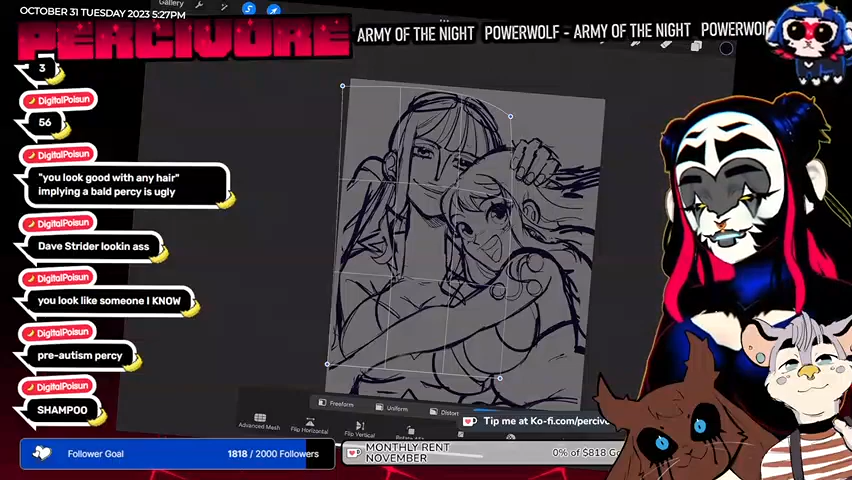 Gallery
OCTOBER 31 TUESDAY 2023 5:27PM
PERCIVORE
ARMY OF THE NIGHT POWERWOLF - ARMY OF THE NIGHT POWERWOL
3
DigitalPoisun
56
DigitalPoisun
"you look good with any hair"
implying a bald percy is ugly
DigitalPoisun
Dave Strider lookin ass
DigitalPoisun
you look like someone I KNOW
DigitalPoisun
pre-autism percy
DigitalPoisun
SHAMPOO
Freeform
Uniform
Distort
Advanced Mesh
Flip Horizontal
Flip Vertical
Tip me at Ko-fi.com/percivo
Follower Goal
1818 / 2000 Followers
MONTHLY RENT
NOVEMBER
0% of $818 Go